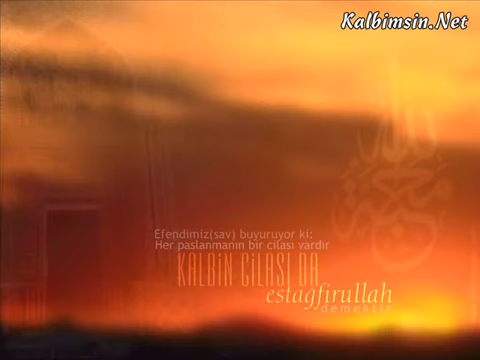 Kalbimsin.Net
Efendimiz(sav) buyuruyor ki:
Her paslanmanın bir cilası vardır
KALBİN CİLASI DA
estağfirullah
demektir